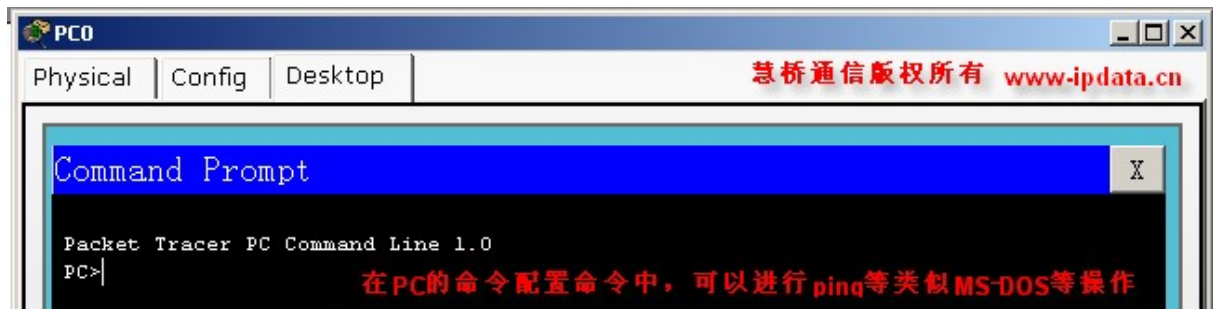 PC0
Physical Config Desktop 慧桥通信版权所有 www-ipdata.cn
Command Prompt X
Packet Tracer PC Command Line 1.0
PC>
在PC的命令配置命令中，可以进行ping等类似MS-DOS等操作